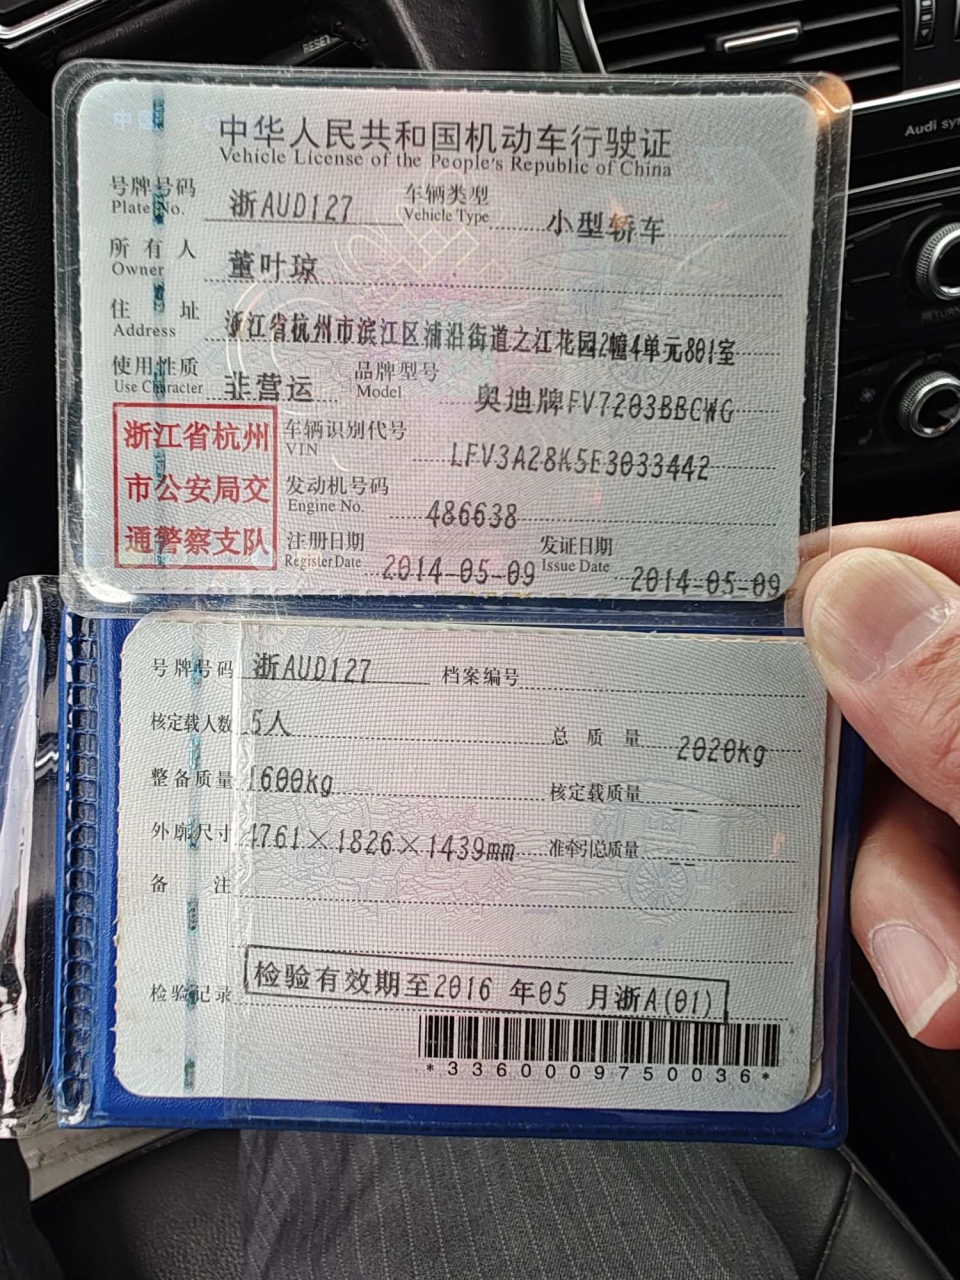 RESET
Audi sy
中华人民共和国机动车行驶证
Vehicle License of the People's Republic of China
号牌号码 浙AUD127 车辆类型 小型轿车
Plate No. Vehicle Type
所有人 董叶琼
Owner
住址 浙江省杭州市滨江区浦沿街道之江花园2幢4单元801室
Address
使用性质 非营运 品牌型号 奥迪牌FV7203BBCWG
Use Character Model
浙江省杭州
市公安局交
通警察支队
车辆识别代号 LFV3A28K5E3033442
VIN
发动机号码 486638
Engine No.
注册日期 2014-05-09 发证日期 2014-05-09
Register Date Issue Date
号牌号码 浙AUD127 档案编号
核定载人数 5人 总质量 2020kg
整备质量 1600kg 核定载质量 --
外廓尺寸 4761×1826×1439mm 准牵引总质量 --
备注
检验记录 检验有效期至2016年05月浙A(01)
*3360009750036*